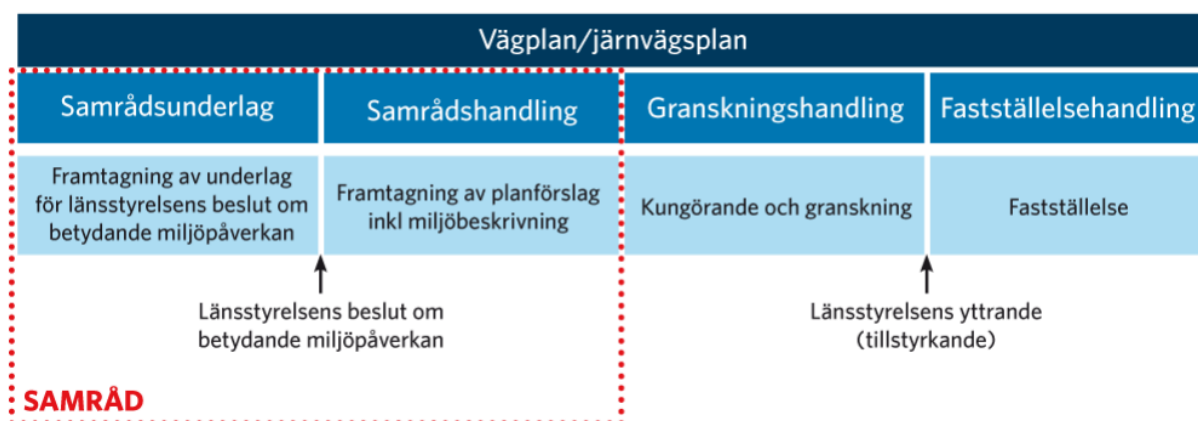 Vägplan/järnvägsplan
Samrådsunderlag
Samrådshandling
Granskningshandling
Fastställelsehandling
Framtagning av underlag
för länsstyrelsens beslut om
betydande miljöpåverkan
Framtagning av planförslag
inkl miljöbeskrivning
Kungörande och granskning
Fastställelse
Länsstyrelsens beslut om
betydande miljöpåverkan
Länsstyrelsens yttrande
(tillstyrkande)
SAMRÅD